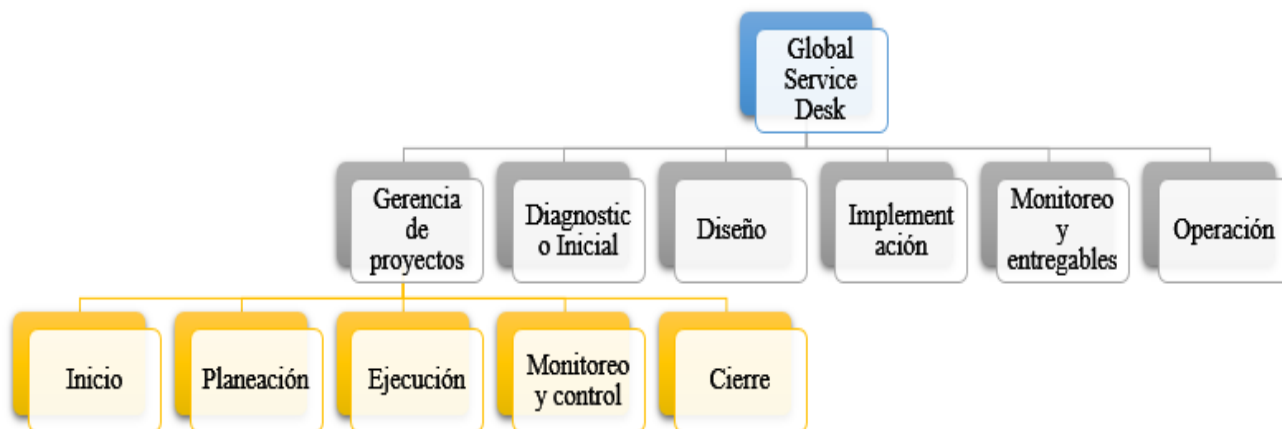 Global
Service
Desk
Gerencia
de
proyectos
Diagnostic
o Inicial
Diseño
Implement
ación
Monitoreo
y
entregables
Operación
Inicio
Planeación
Ejecución
Monitoreo
y control
Cierre